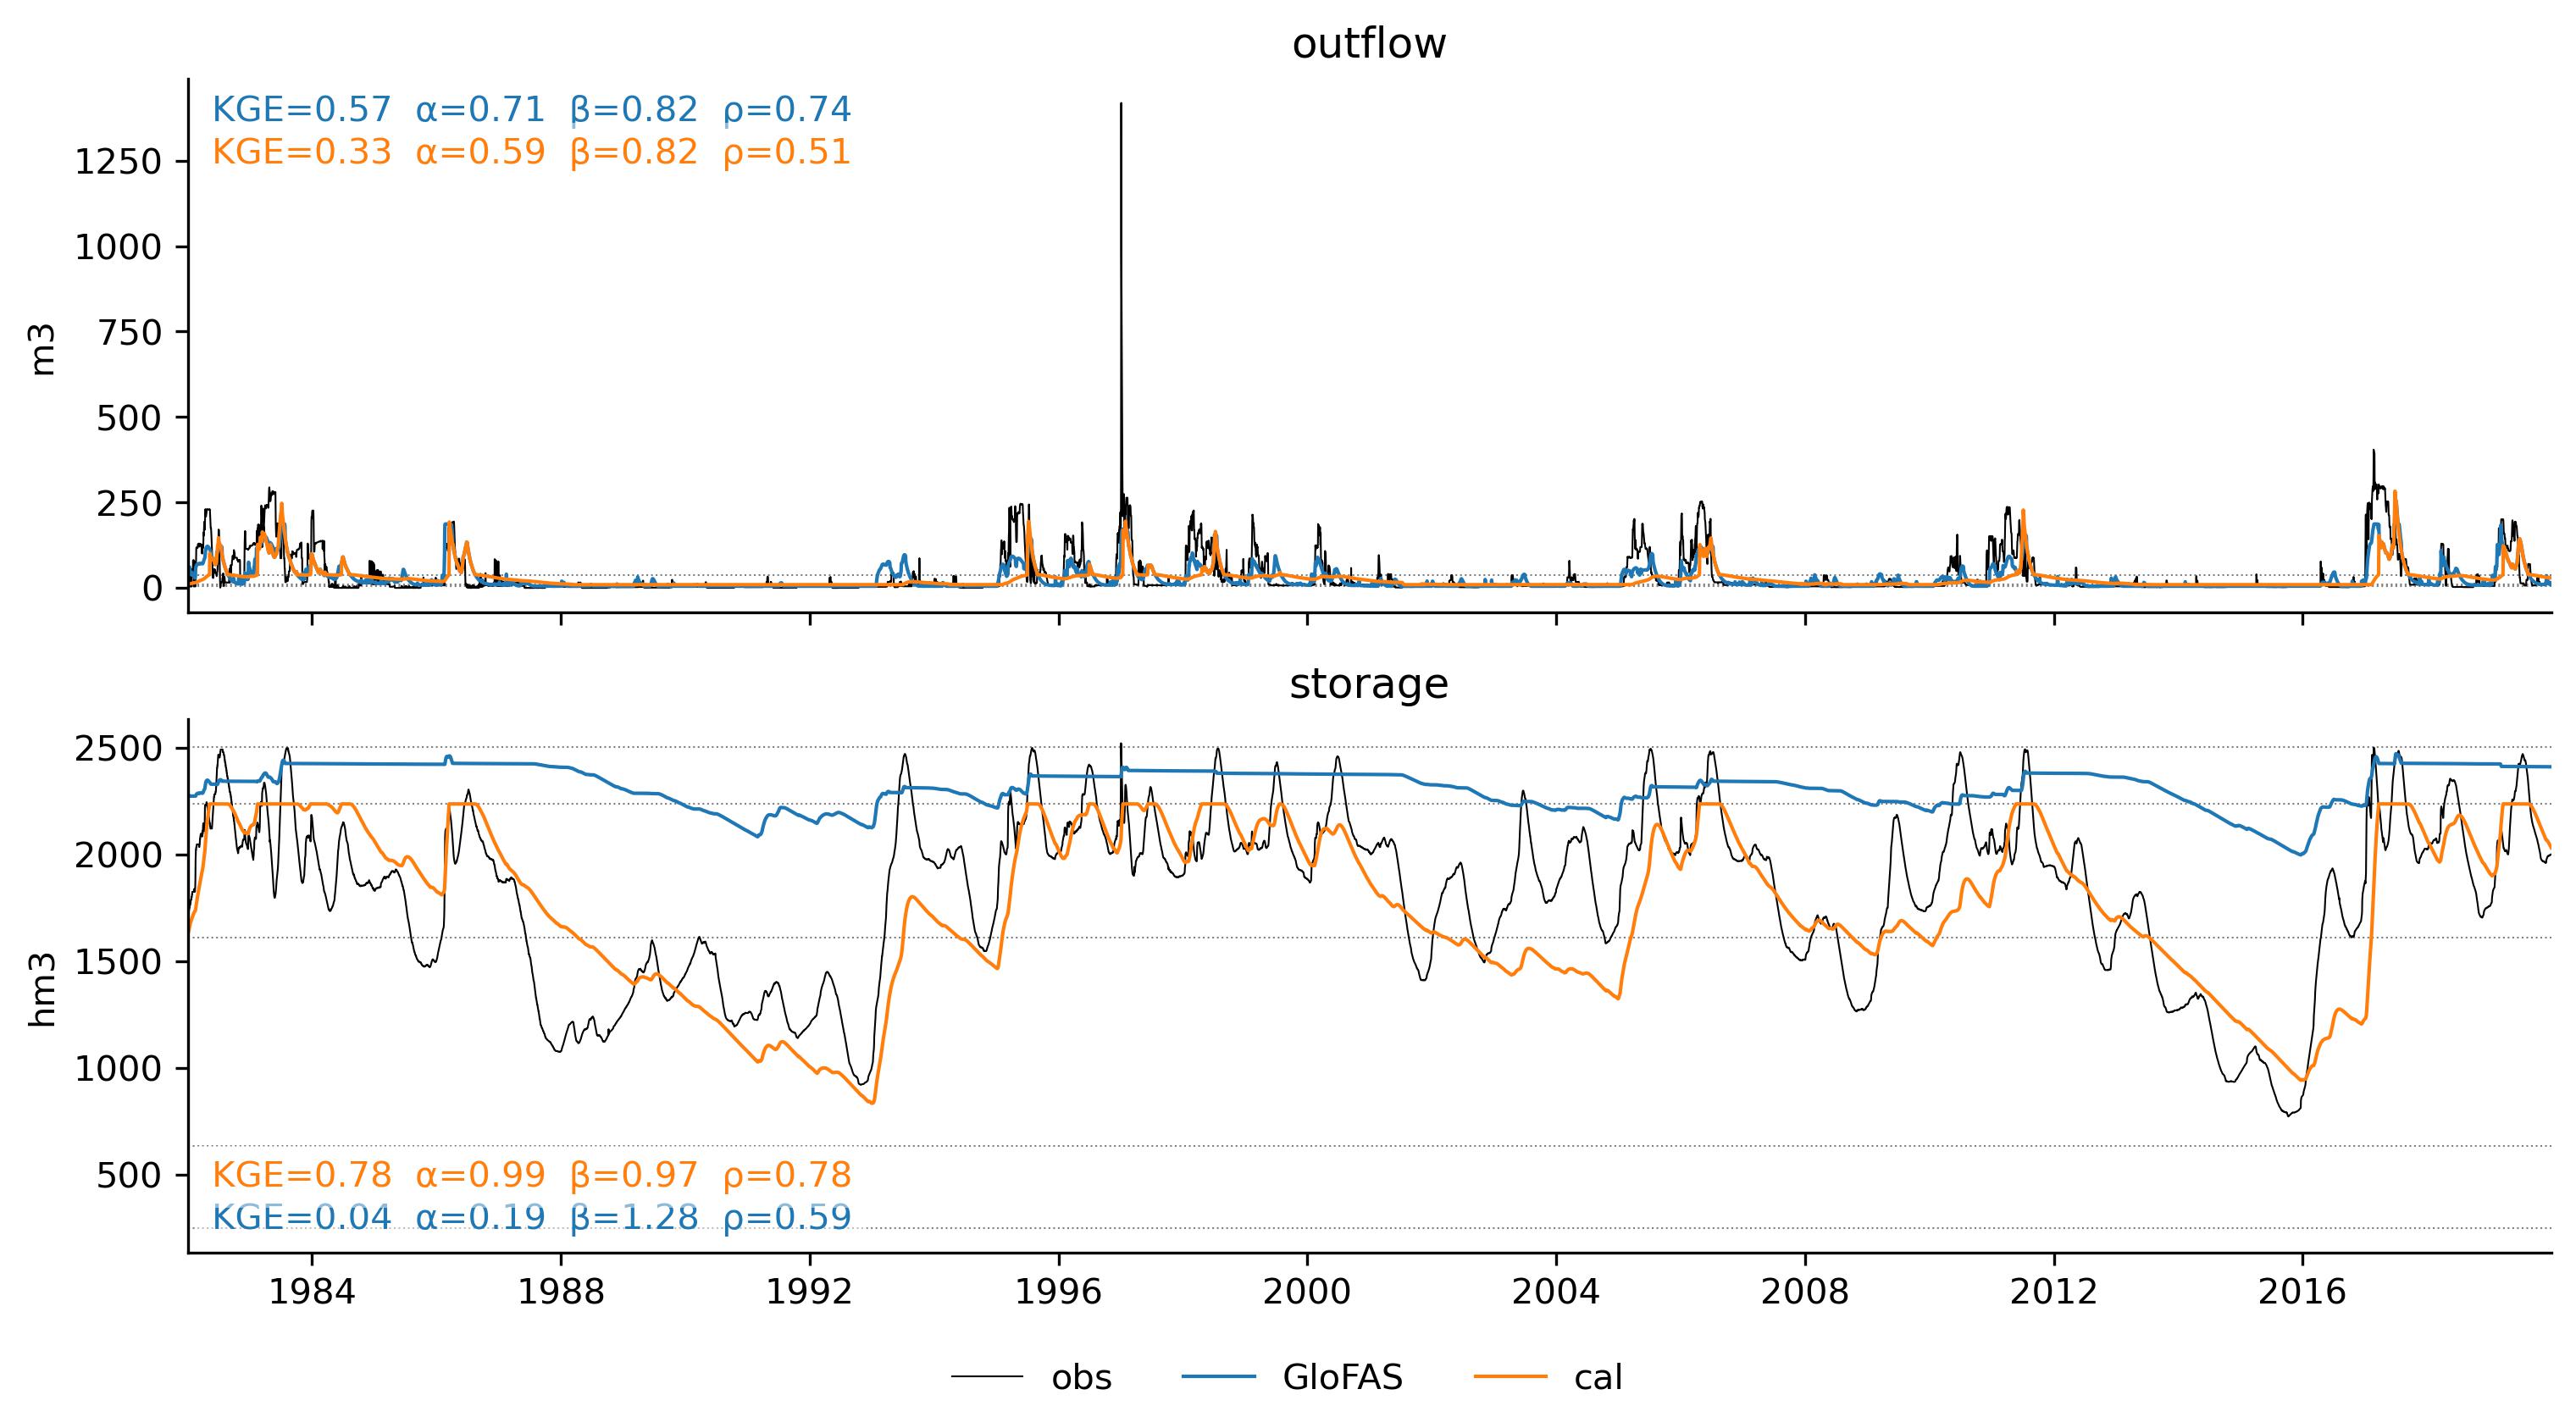 outflow
KGE=0.57 α=0.71 β=0.82 ρ=0.74
KGE=0.33 α=0.59 β=0.82 ρ=0.51
1250
1000
750
500
250
0
m3
storage
2500
2000
1500
1000
500
hm3
KGE=0.78 α=0.99 β=0.97 ρ=0.78
KGE=0.04 α=0.19 β=1.28 ρ=0.59
1984 1988 1992 1996 2000 2004 2008 2012 2016
obs GloFAS cal